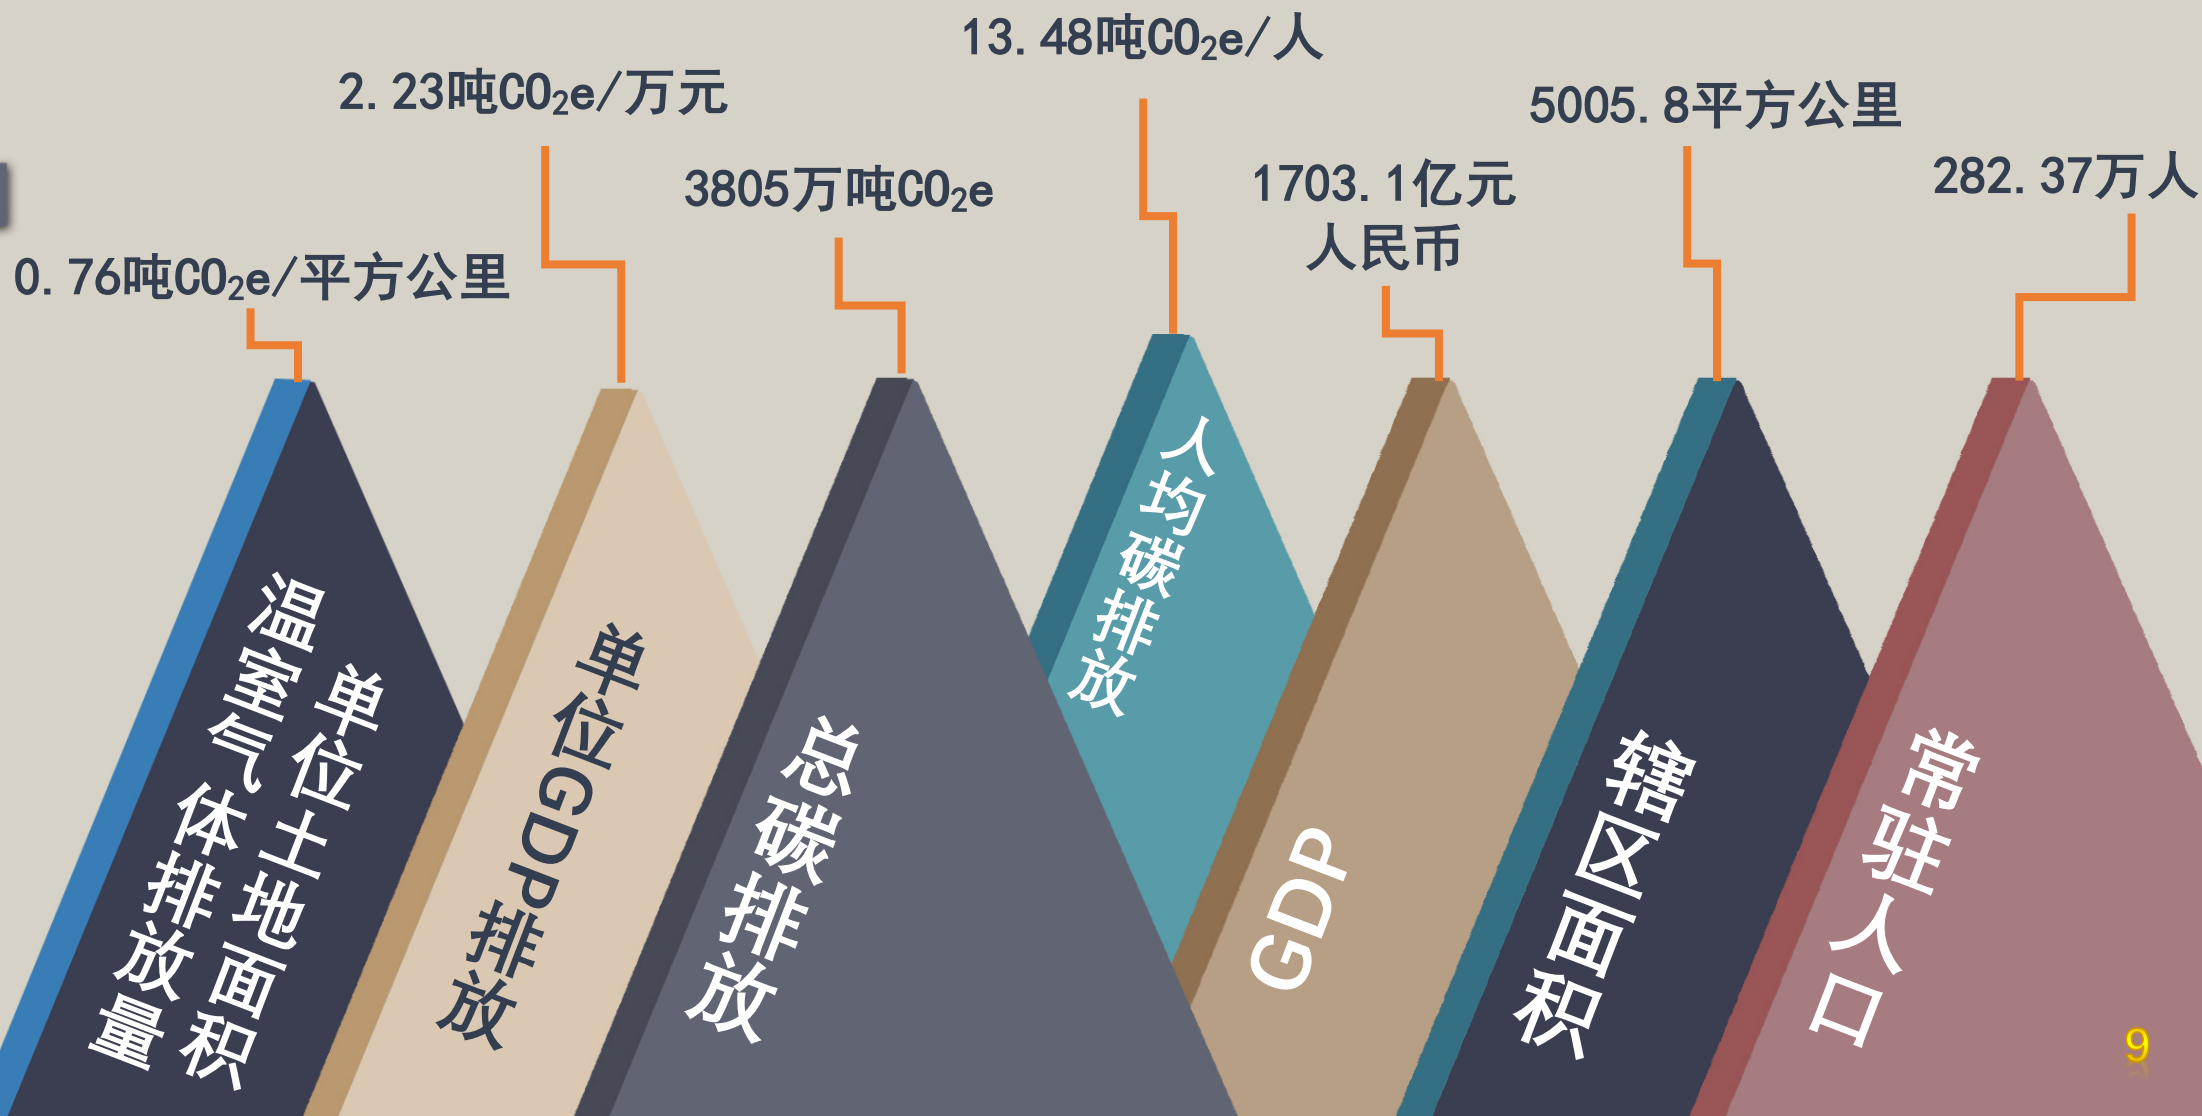 13.48吨CO₂e/人
2.23吨CO₂e/万元
5005.8平方公里
3805万吨CO₂e
1703.1亿元
人民币
282.37万人
0.76吨CO₂e/平方公里
单位土地面积
温室气体排放量
单位GDP排放
总碳排放
人均碳排放
GDP
辖区面积
常驻人口
9